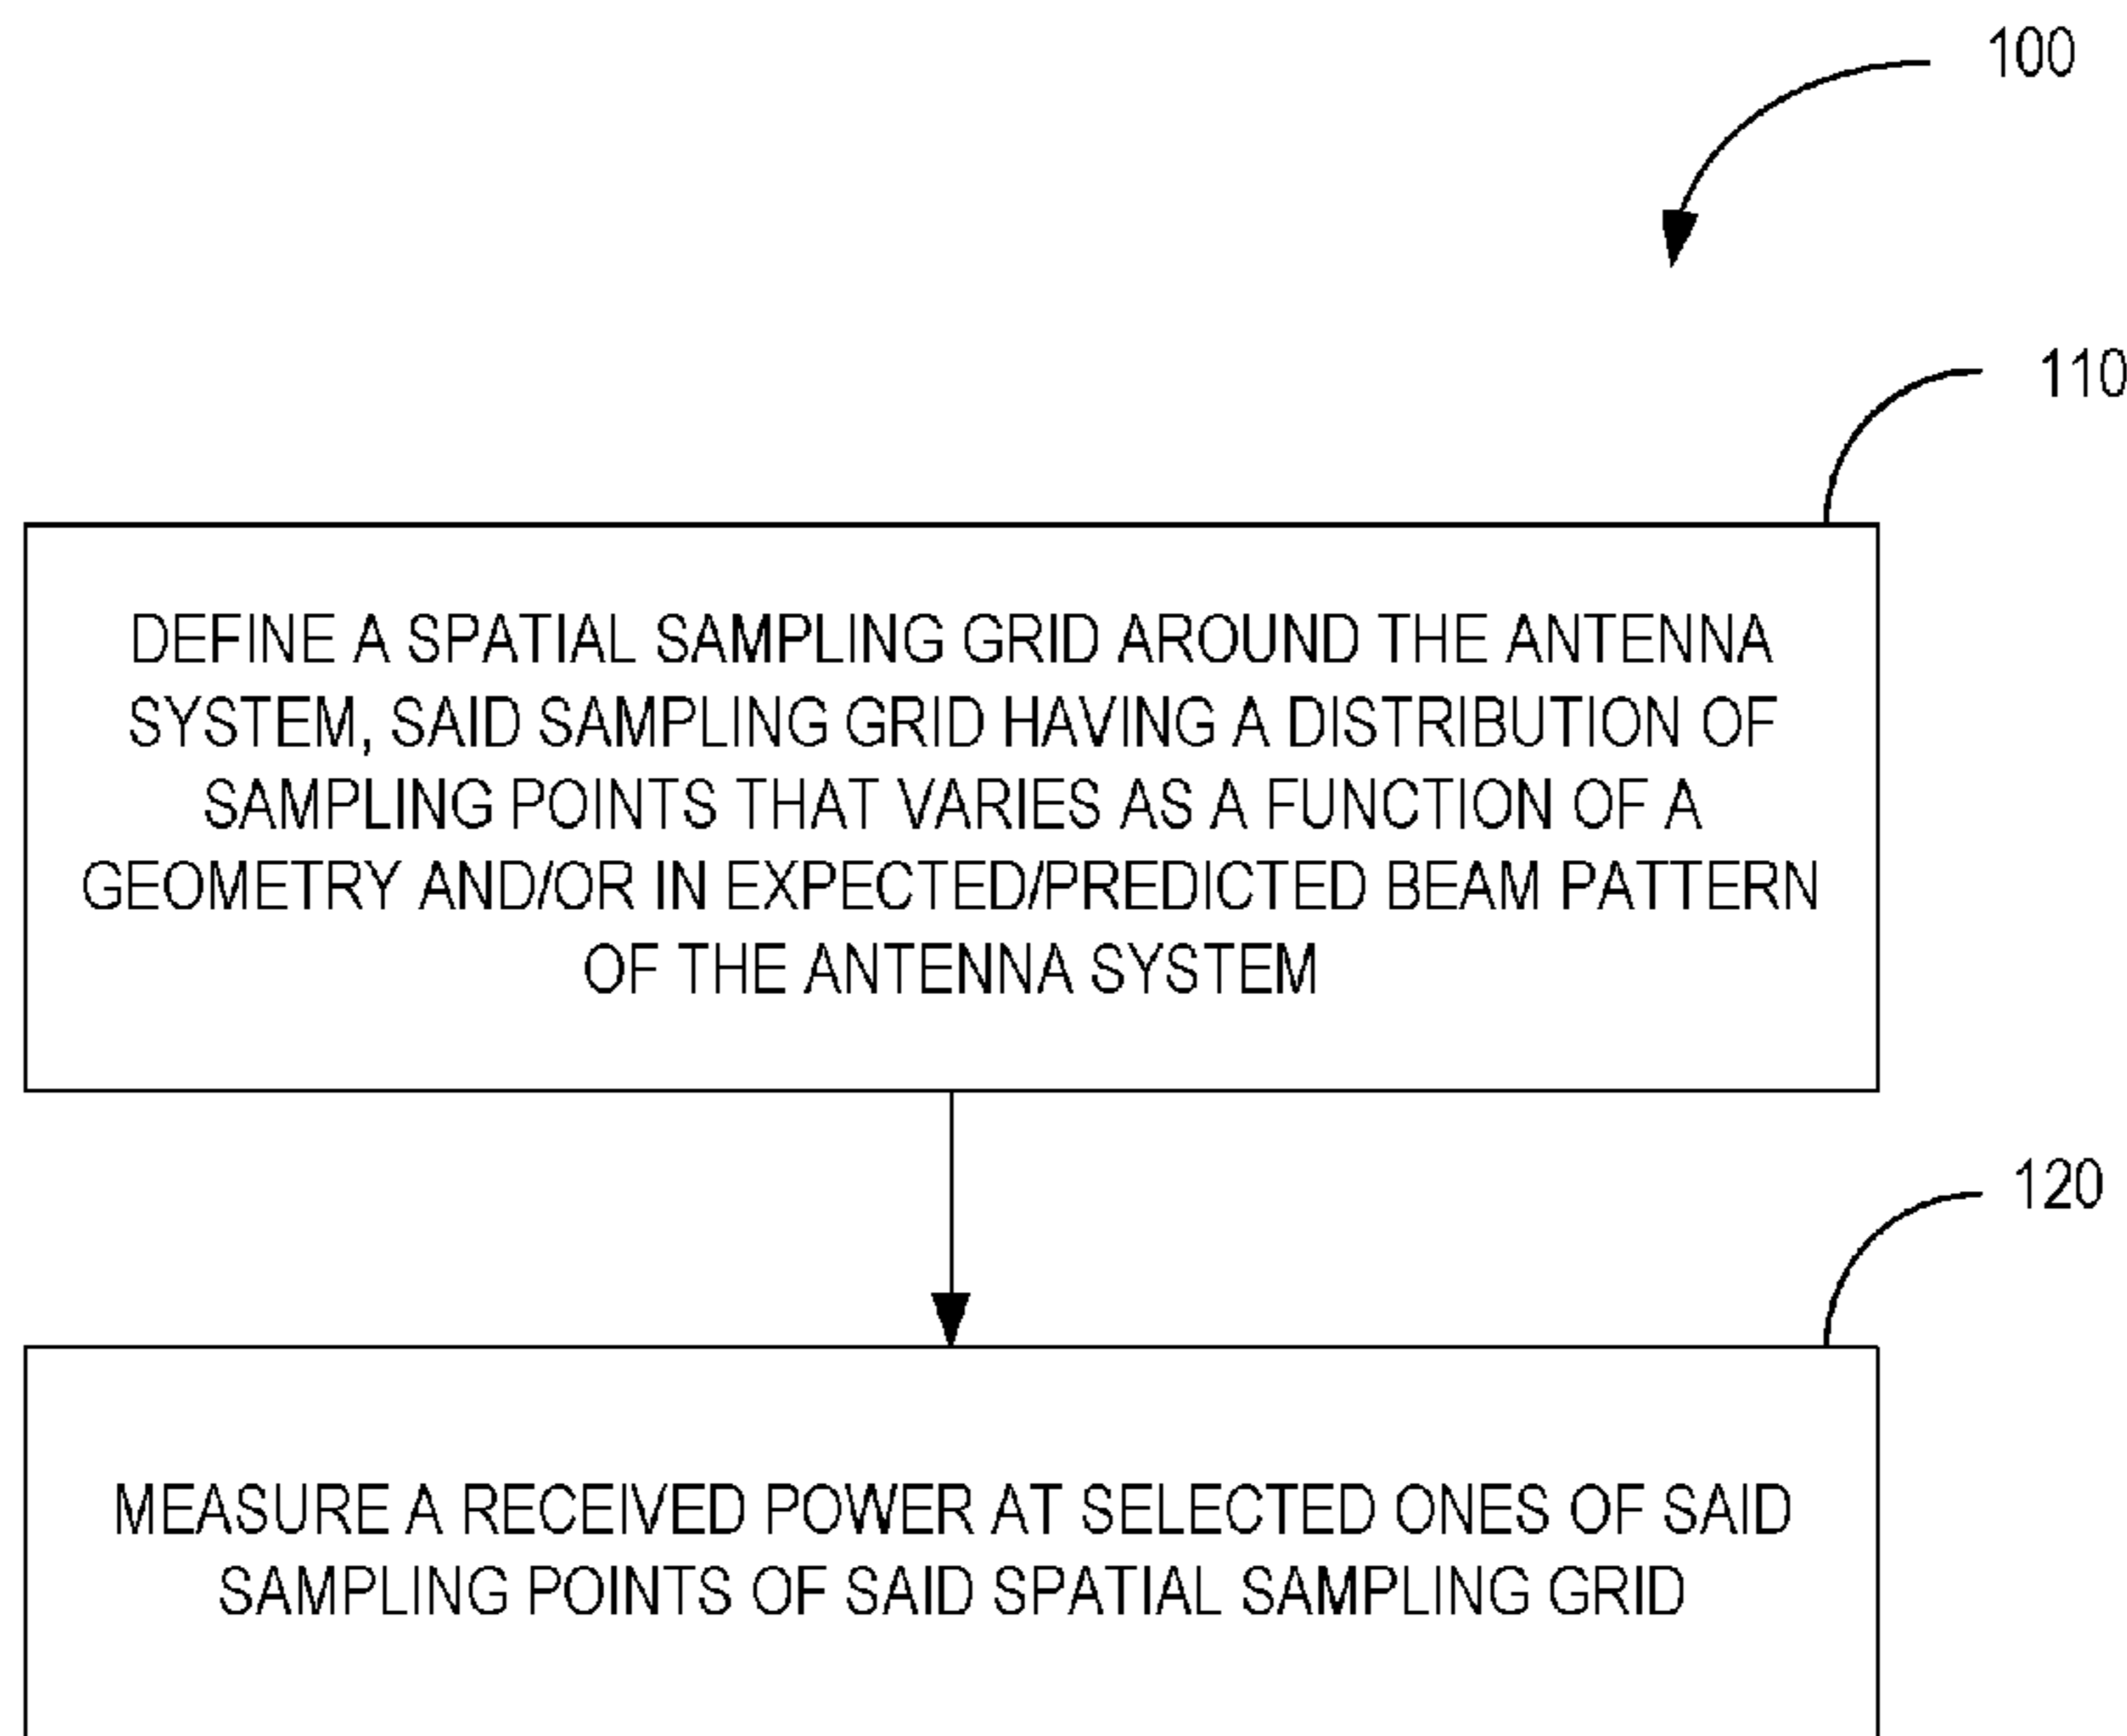 100
110
DEFINE A SPATIAL SAMPLING GRID AROUND THE ANTENNA
SYSTEM, SAID SAMPLING GRID HAVING A DISTRIBUTION OF
SAMPLING POINTS THAT VARIES AS A FUNCTION OF A
GEOMETRY AND/OR IN EXPECTED/PREDICTED BEAM PATTERN
OF THE ANTENNA SYSTEM
120
MEASURE A RECEIVED POWER AT SELECTED ONES OF SAID
SAMPLING POINTS OF SAID SPATIAL SAMPLING GRID